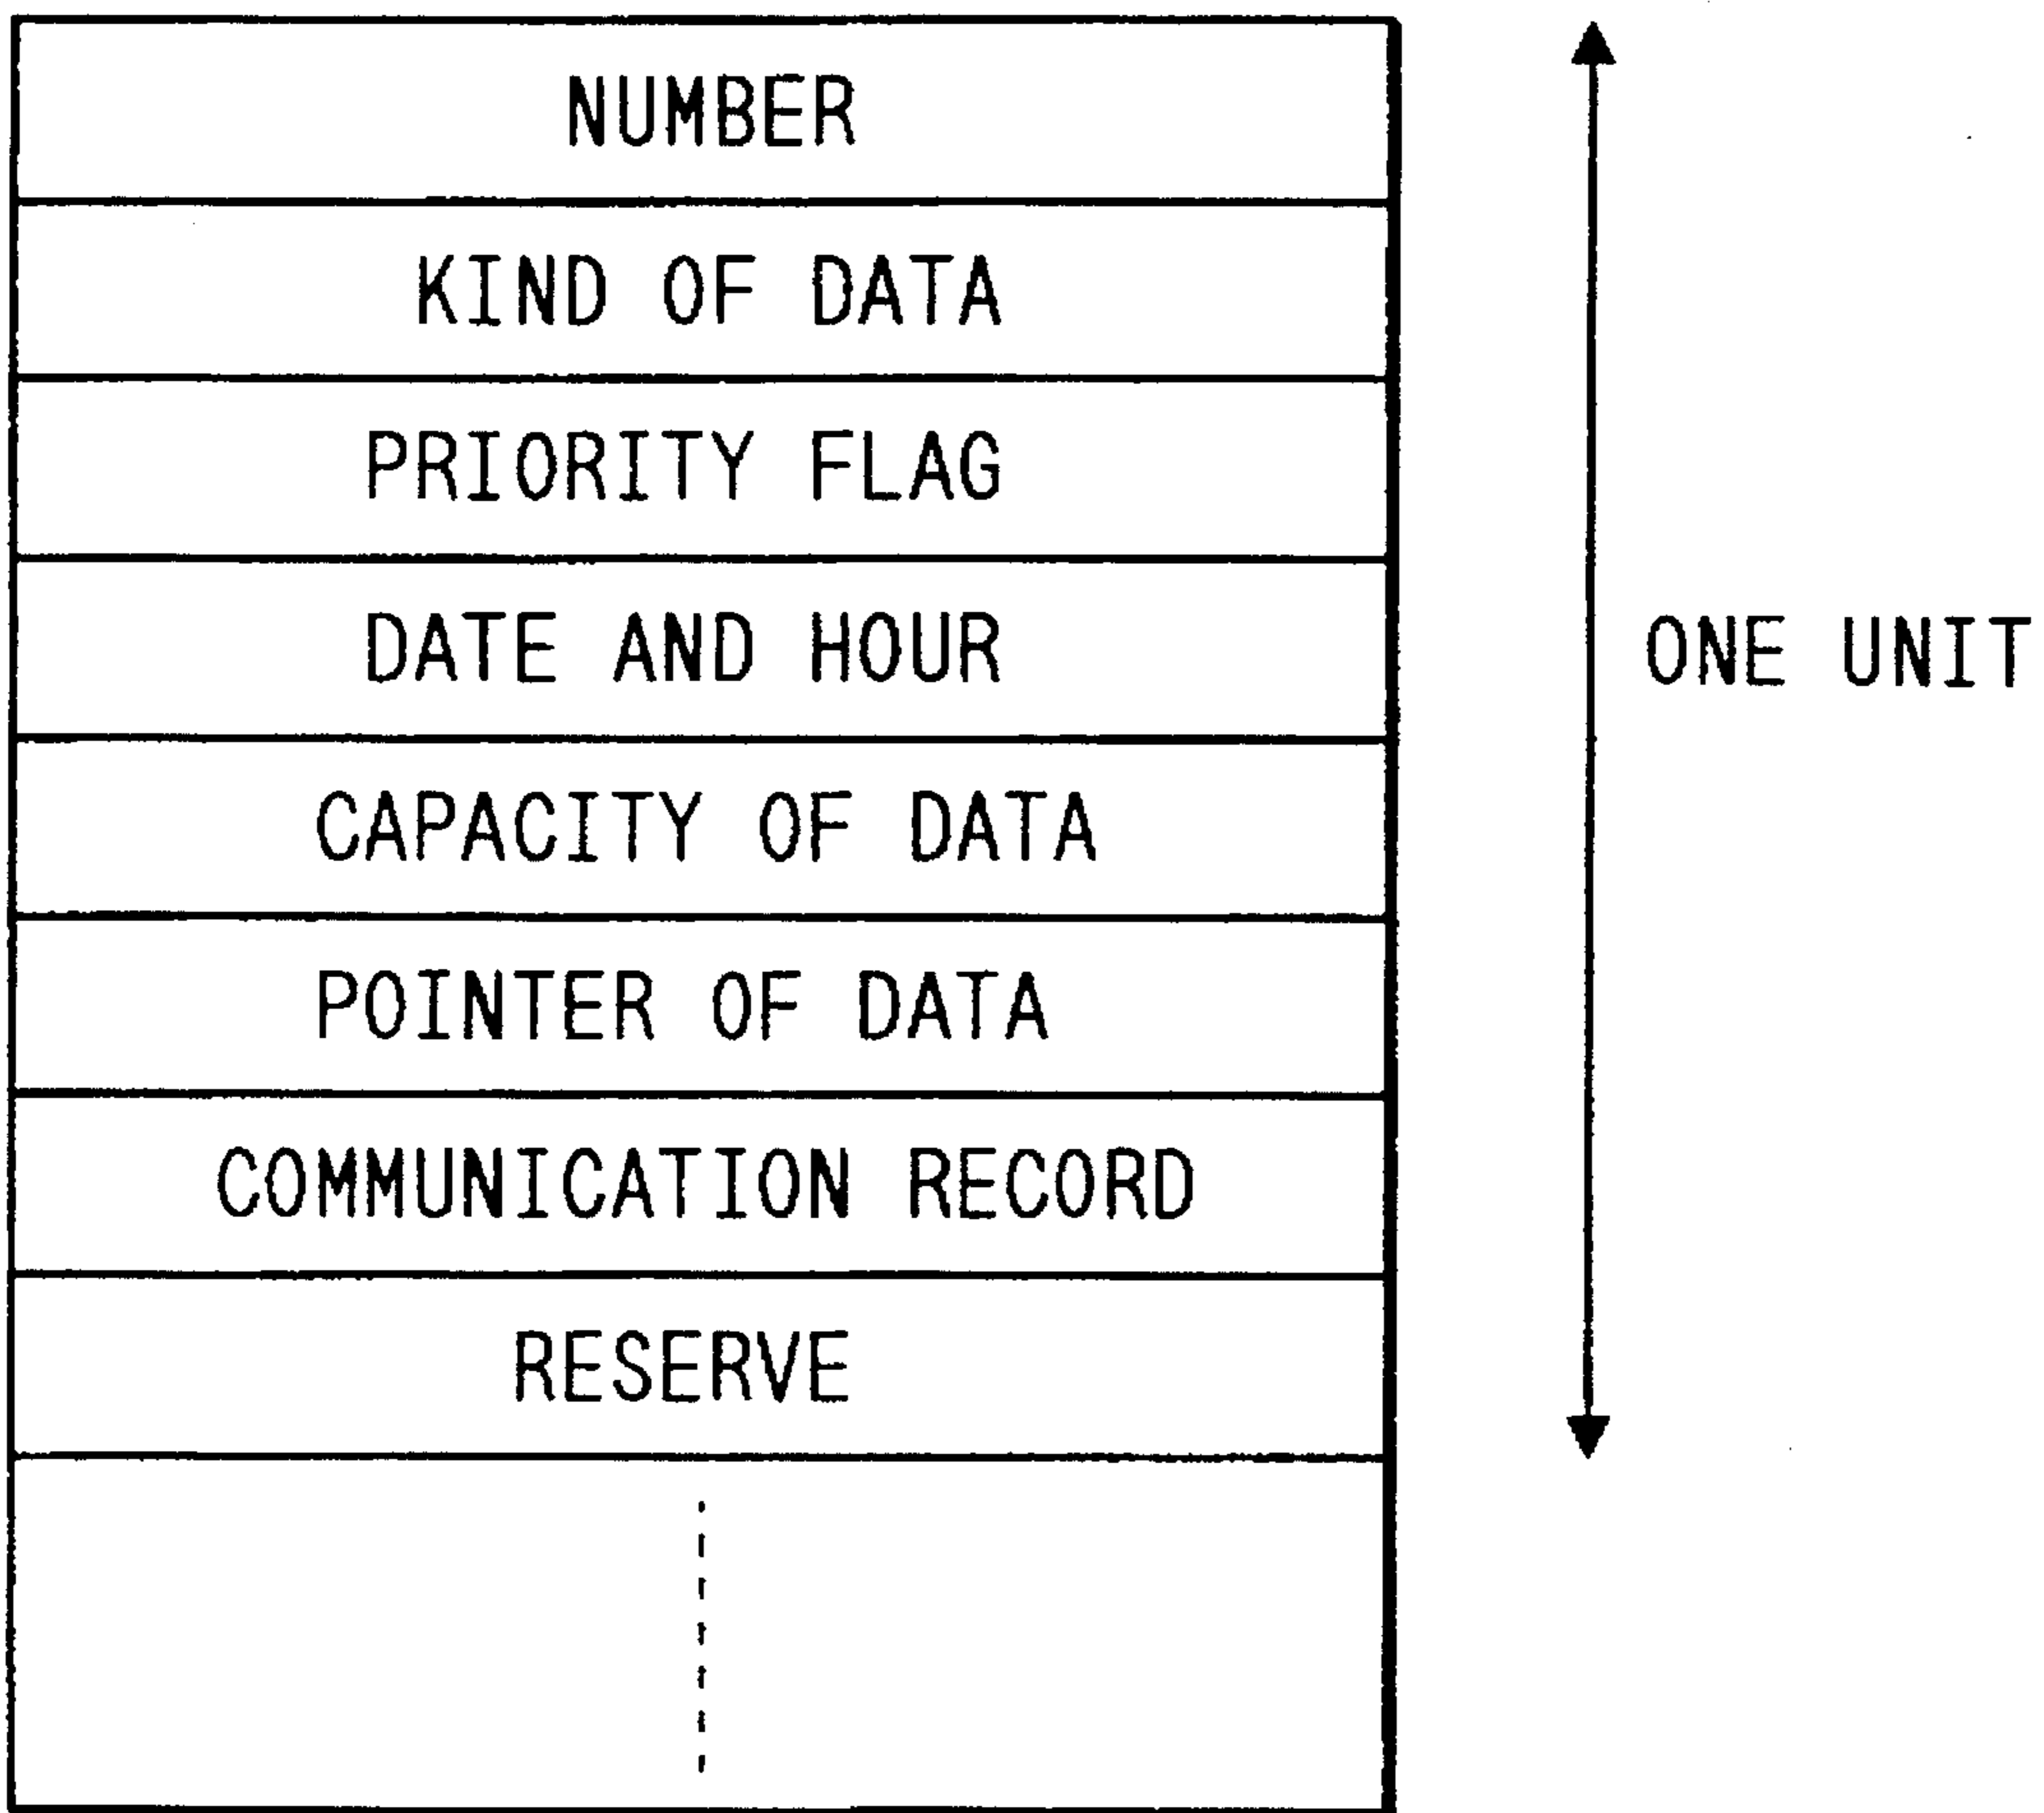 NUMBER
KIND OF DATA
PRIORITY FLAG
DATE AND HOUR
ONE UNIT
CAPACITY OF DATA
POINTER OF DATA
COMMUNICATION RECORD
RESERVE